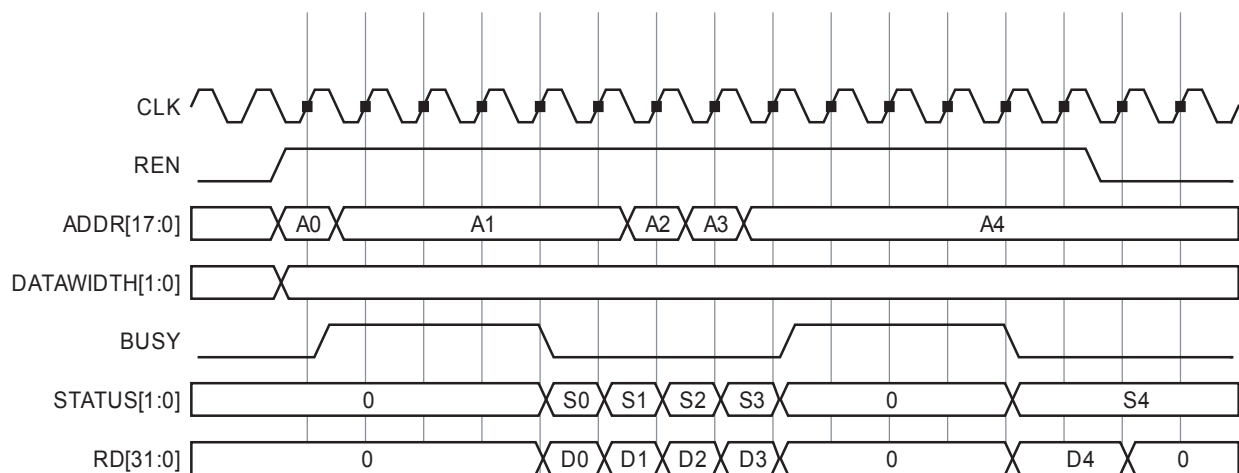 CLK
REN
ADDR[17:0] A0 A1 A2 A3 A4
DATAWIDTH[1:0]
BUSY
STATUS[1:0] 0 S0 S1 S2 S3 0 S4
RD[31:0] 0 D0 D1 D2 D3 0 D4 0